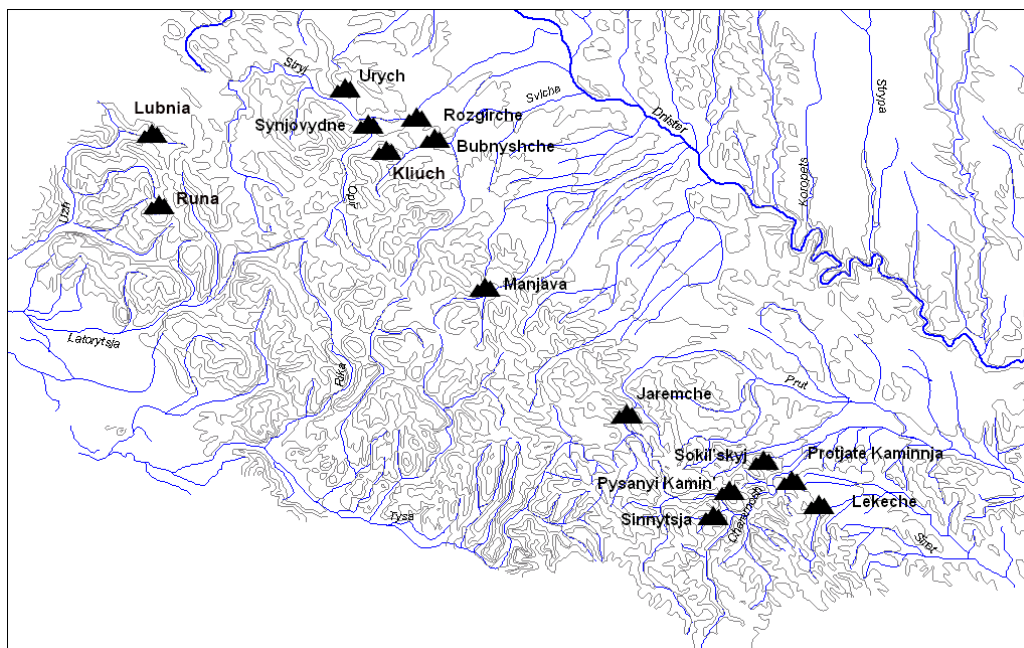 Stryj
Urych
Lubnia
Svicha
Rozgirche
Synjovydne
Dnister
Strypa
Bubnyshche
Kliuch
Koropets
Opir
Runa
Uzh
Manjava
Latorytsja
Rika
Prut
Jaremche
Sokil'skyj
Protjate Kaminnja
Pysanyi Kamin
Lekeche
Sinnytsja
Cheremosh
Tysa
Siret